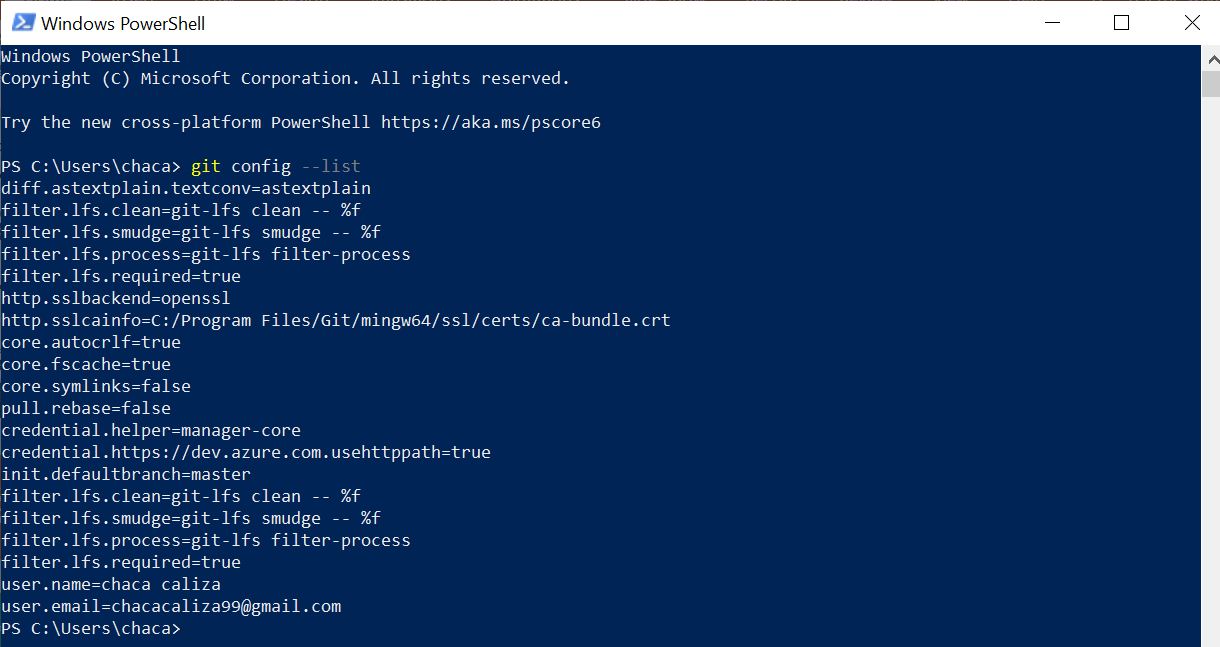 Windows PowerShell
Windows PowerShell
Copyright (C) Microsoft Corporation. All rights reserved.
Try the new cross-platform PowerShell https://aka.ms/pscore6
PS C:\Users\chaca> git config --list
diff.astextplain.textconv=astextplain
filter.lfs.clean=git-lfs clean -- %f
filter.lfs.smudge=git-lfs smudge -- %f
filter.lfs.process=git-lfs filter-process
filter.lfs.required=true
http.sslbackend=openssl
http.sslcainfo=C:/Program Files/Git/mingw64/ssl/certs/ca-bundle.crt
core.autocrlf=true
core.fscache=true
core.symlinks=false
pull.rebase=false
credential.helper=manager-core
credential.https://dev.azure.com.usehttppath=true
init.defaultbranch=master
filter.lfs.clean=git-lfs clean -- %f
filter.lfs.smudge=git-lfs smudge -- %f
filter.lfs.process=git-lfs filter-process
filter.lfs.required=true
user.name=chaca caliza
user.email=chacacaliza99@gmail.com
PS C:\Users\chaca>